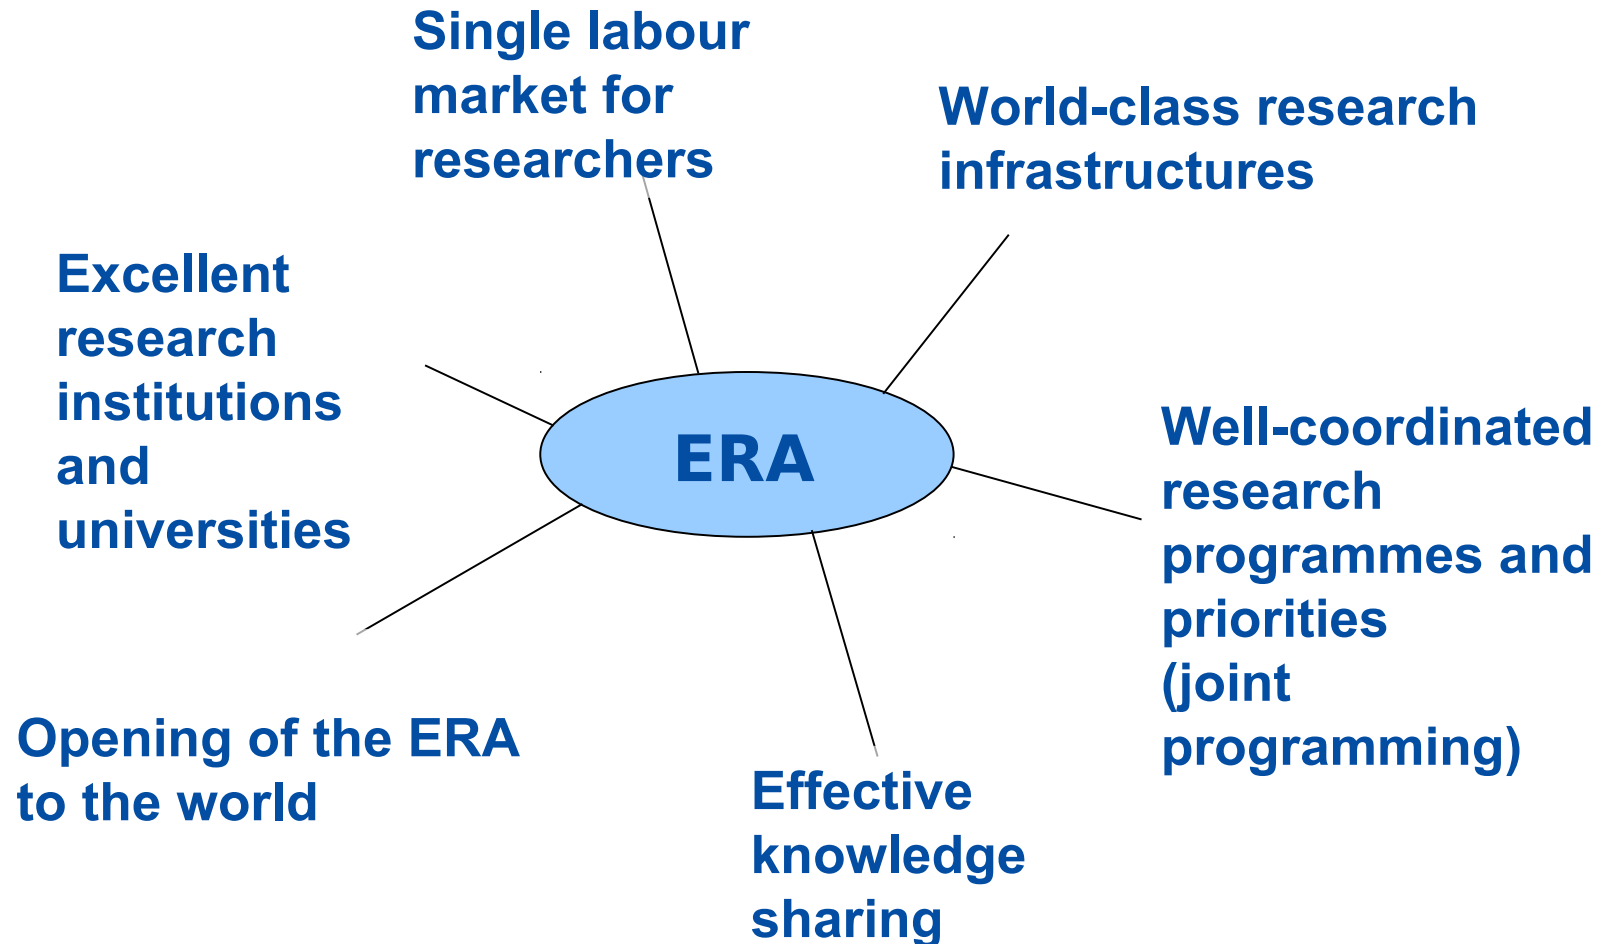 Single labour
market for
researchers
World-class research
infrastructures
Excellent
research
institutions
and
universities
ERA
Well-coordinated
research
programmes and
priorities
(joint
programming)
Opening of the ERA
to the world
Effective
knowledge
sharing